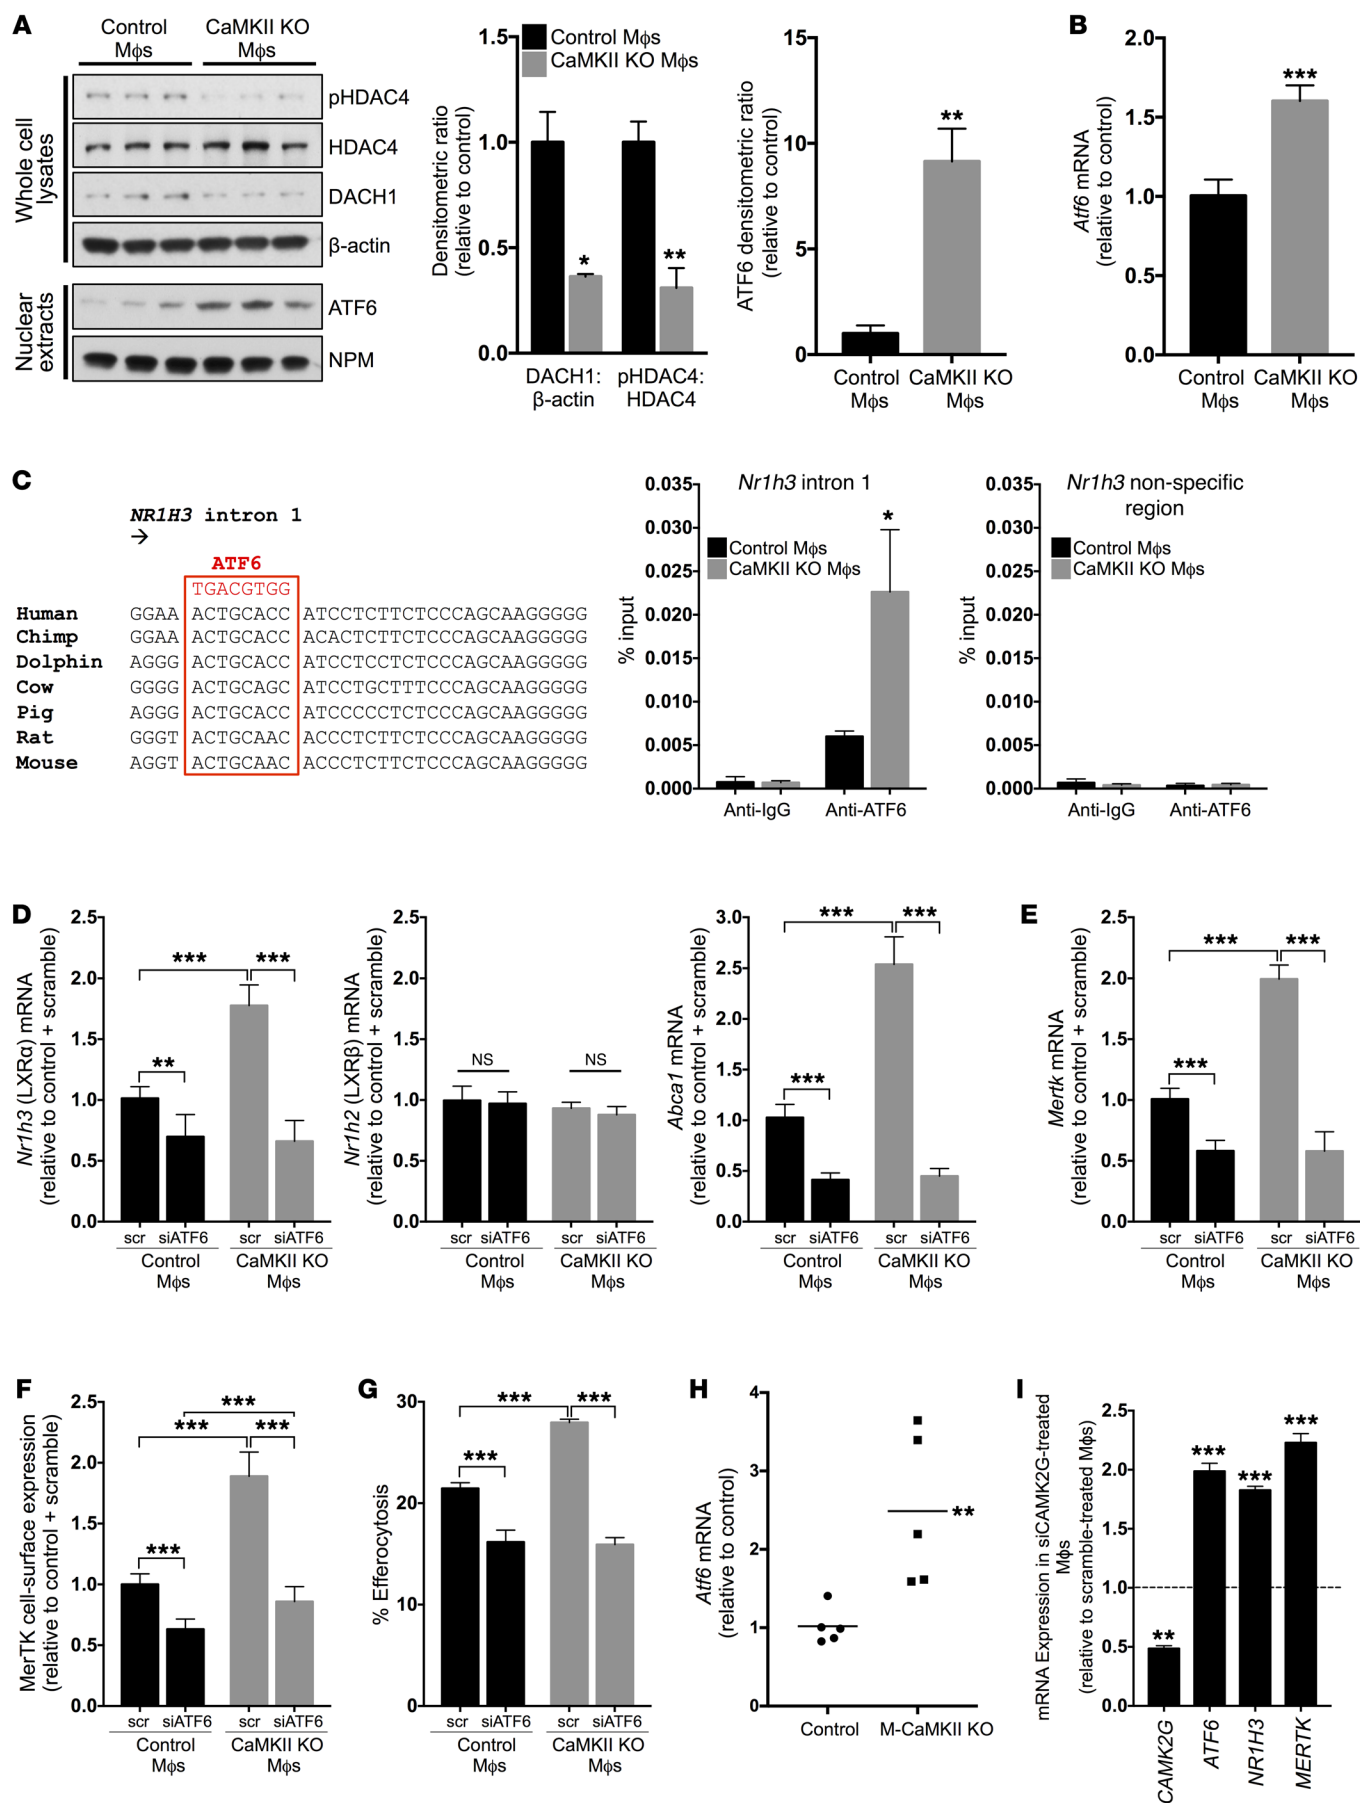 A
Control
Mϕs
CaMKII KO
Mϕs
Whole cell
lysates
pHDAC4
HDAC4
DACH1
β-actin
Nuclear
extracts
ATF6
NPM
Densitometric ratio
(relative to control)
1.5
1.0
0.5
0.0
Control Mϕs
CaMKII KO Mϕs
*
**
DACH1:
β-actin
pHDAC4:
HDAC4
ATF6 densitometric ratio
(relative to control)
15
10
5
0
**
Control
Mϕs
CaMKII KO
Mϕs
B
Atf6 mRNA
(relative to control)
2.0
1.5
1.0
0.5
0.0
***
Control
Mϕs
CaMKII KO
Mϕs
C
NR1H3 intron 1
→
ATF6
TGACGTGG
Human GGAA ACTGCACC ATCCTCTTCTCCCAGCAAGGGGG
Chimp GGAA ACTGCACC ACACTCTTCTCCCAGCAAGGGGG
Dolphin AGGG ACTGCACC ATCCTCCTCTCCCAGCAAGGGGG
Cow GGGG ACTGCAGC ATCCTGCTTTCCCAGCAAGGGGG
Pig AGGG ACTGCACC ATCCCCCTCTCCCAGCAAGGGGG
Rat GGGT ACTGCAAC ACCCTCTTCTCCCAGCAAGGGGG
Mouse AGGT ACTGCAAC ACCCTCTTCTCCCAGCAAGGGGG
% input
0.035
0.030
0.025
0.020
0.015
0.010
0.005
0.000
Nr1h3 intron 1
Control Mϕs
CaMKII KO Mϕs
*
Anti-IgG
Anti-ATF6
% input
0.035
0.030
0.025
0.020
0.015
0.010
0.005
0.000
Nr1h3 non-specific
region
Control Mϕs
CaMKII KO Mϕs
Anti-IgG
Anti-ATF6
D
Nr1h3 (LXRα) mRNA
(relative to control + scramble)
2.5
2.0
1.5
1.0
0.5
0.0
**
***
***
scr siATF6 scr siATF6
Control
Mϕs
CaMKII KO
Mϕs
Nr1h2 (LXRβ) mRNA
(relative to control + scramble)
2.5
2.0
1.5
1.0
0.5
0.0
NS
NS
scr siATF6 scr siATF6
Control
Mϕs
CaMKII KO
Mϕs
Abca1 mRNA
(relative to control + scramble)
3.0
2.5
2.0
1.5
1.0
0.5
0.0
***
***
***
scr siATF6 scr siATF6
Control
Mϕs
CaMKII KO
Mϕs
E
Mertk mRNA
(relative to control + scramble)
2.5
2.0
1.5
1.0
0.5
0.0
***
***
***
scr siATF6 scr siATF6
Control
Mϕs
CaMKII KO
Mϕs
F
MerTK cell-surface expression
(relative to control + scramble)
2.5
2.0
1.5
1.0
0.5
0.0
***
***
***
***
scr siATF6 scr siATF6
Control
Mϕs
CaMKII KO
Mϕs
G
% Efferocytosis
30
20
10
0
***
***
***
scr siATF6 scr siATF6
Control
Mϕs
CaMKII KO
Mϕs
H
Atf6 mRNA
(relative to control)
4
3
2
1
0
**
Control
M-CaMKII KO
I
mRNA Expression in siCAMK2G-treated
Mϕs
(relative to scramble-treated Mϕs)
2.5
2.0
1.5
1.0
0.5
0.0
**
***
***
***
CAMK2G
ATF6
NR1H3
MERTK